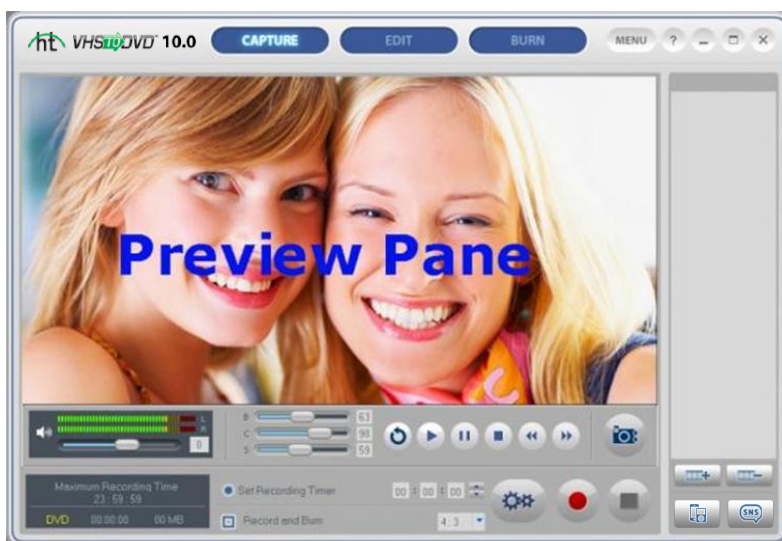 ht VHS TO DVD 10.0 CAPTURE EDIT BURN MENU ?
Preview Pane
L
R
0
B 63
C 98
S 59
Maximum Recording Time
23 : 59 : 59
DVD 00:00:00 00 MB
Set Recording Timer 00 : 00 : 00
Record and Burn 4 : 3
SNS